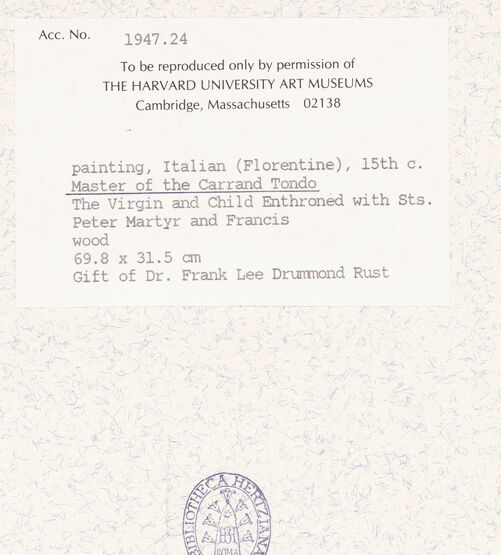 Acc. No. 1947.24
To be reproduced only by permission of
THE HARVARD UNIVERSITY ART MUSEUMS
Cambridge, Massachusetts 02138
painting, Italian (Florentine), 15th c.
Master of the Carrand Tondo
The Virgin and Child Enthroned with Sts.
Peter Martyr and Francis
wood
69.8 x 31.5 cm
Gift of Dr. Frank Lee Drummond Rust
BIBLIOTHECA HERTZIANA
ROMA